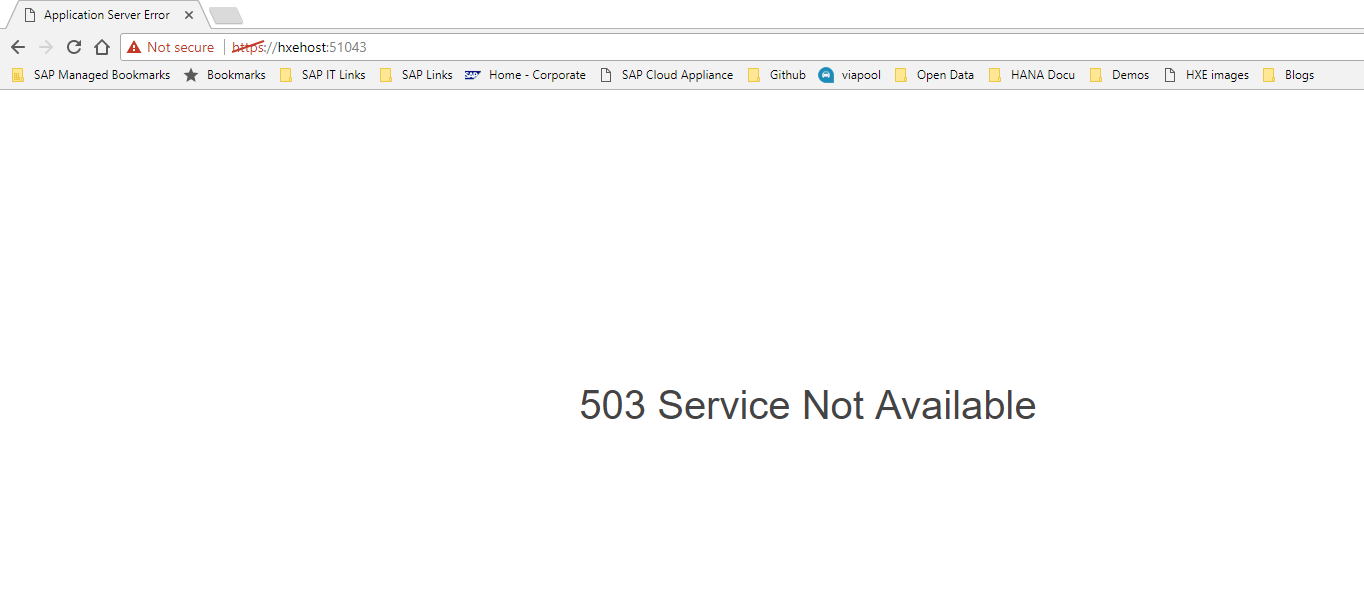 Application Server Error
Not secure https://hxehost:51043
SAP Managed Bookmarks Bookmarks SAP IT Links SAP Links SAP Home - Corporate SAP Cloud Appliance Github viapool Open Data HANA Docu Demos HXE images Blogs
503 Service Not Available